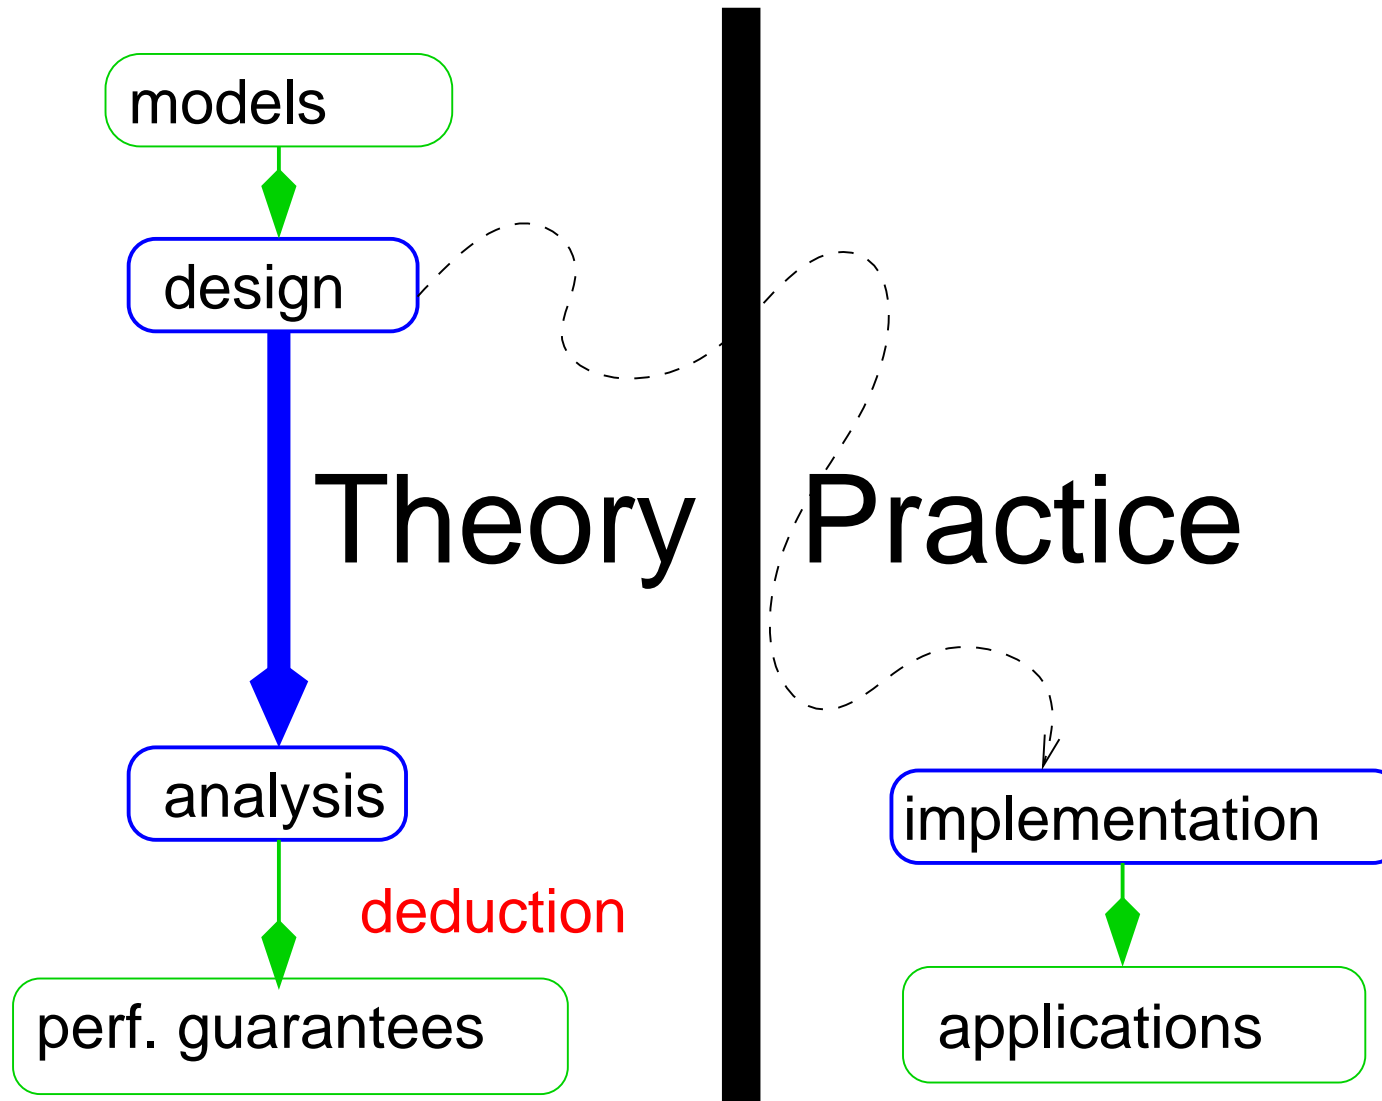 models
design
Theory
Practice
analysis
implementation
deduction
perf. guarantees
applications